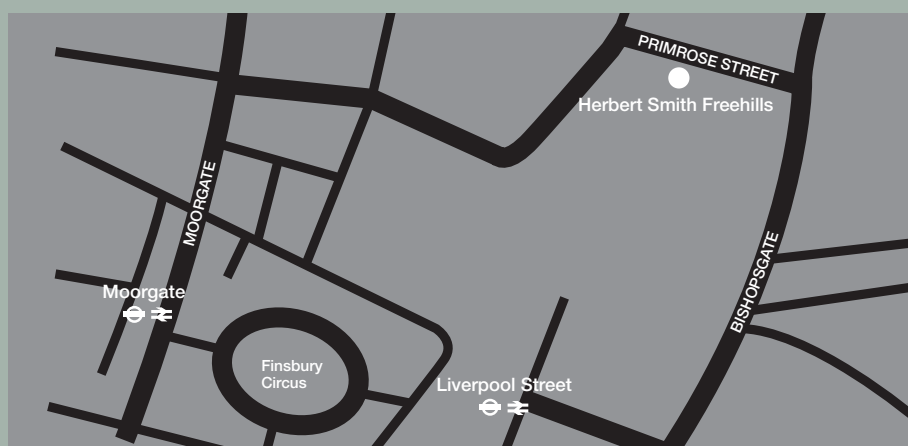 PRIMROSE STREET
Herbert Smith Freehills
MOORGATE
BISHOPSGATE
Moorgate
Finsbury
Circus
Liverpool Street